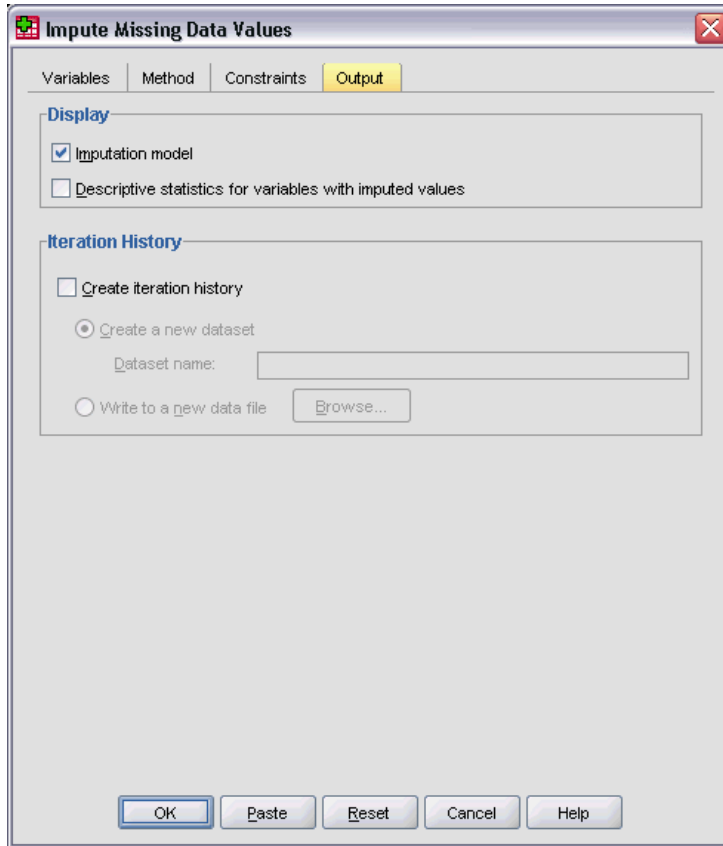 Impute Missing Data Values
Variables Method Constraints Output
Display
Imputation model
Descriptive statistics for variables with imputed values
Iteration History
Create iteration history
Create a new dataset
Dataset name:
Write to a new data file Browse...
OK Paste Reset Cancel Help